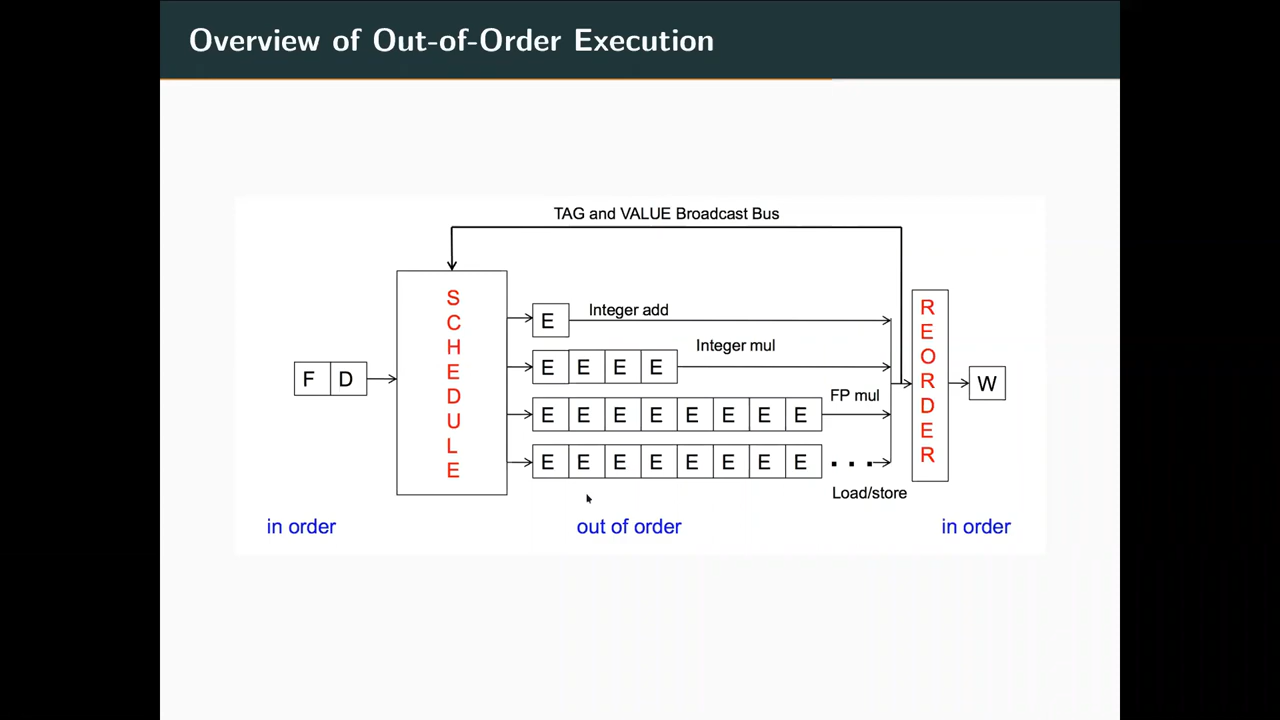 Overview of Out-of-Order Execution
TAG and VALUE Broadcast Bus
F D
S
C
H
E
D
U
L
E
E
Integer add
E E E E
Integer mul
E E E E E E E E
FP mul
E E E E E E E E . . .
Load/store
R
E
O
R
D
E
R
W
in order
out of order
in order